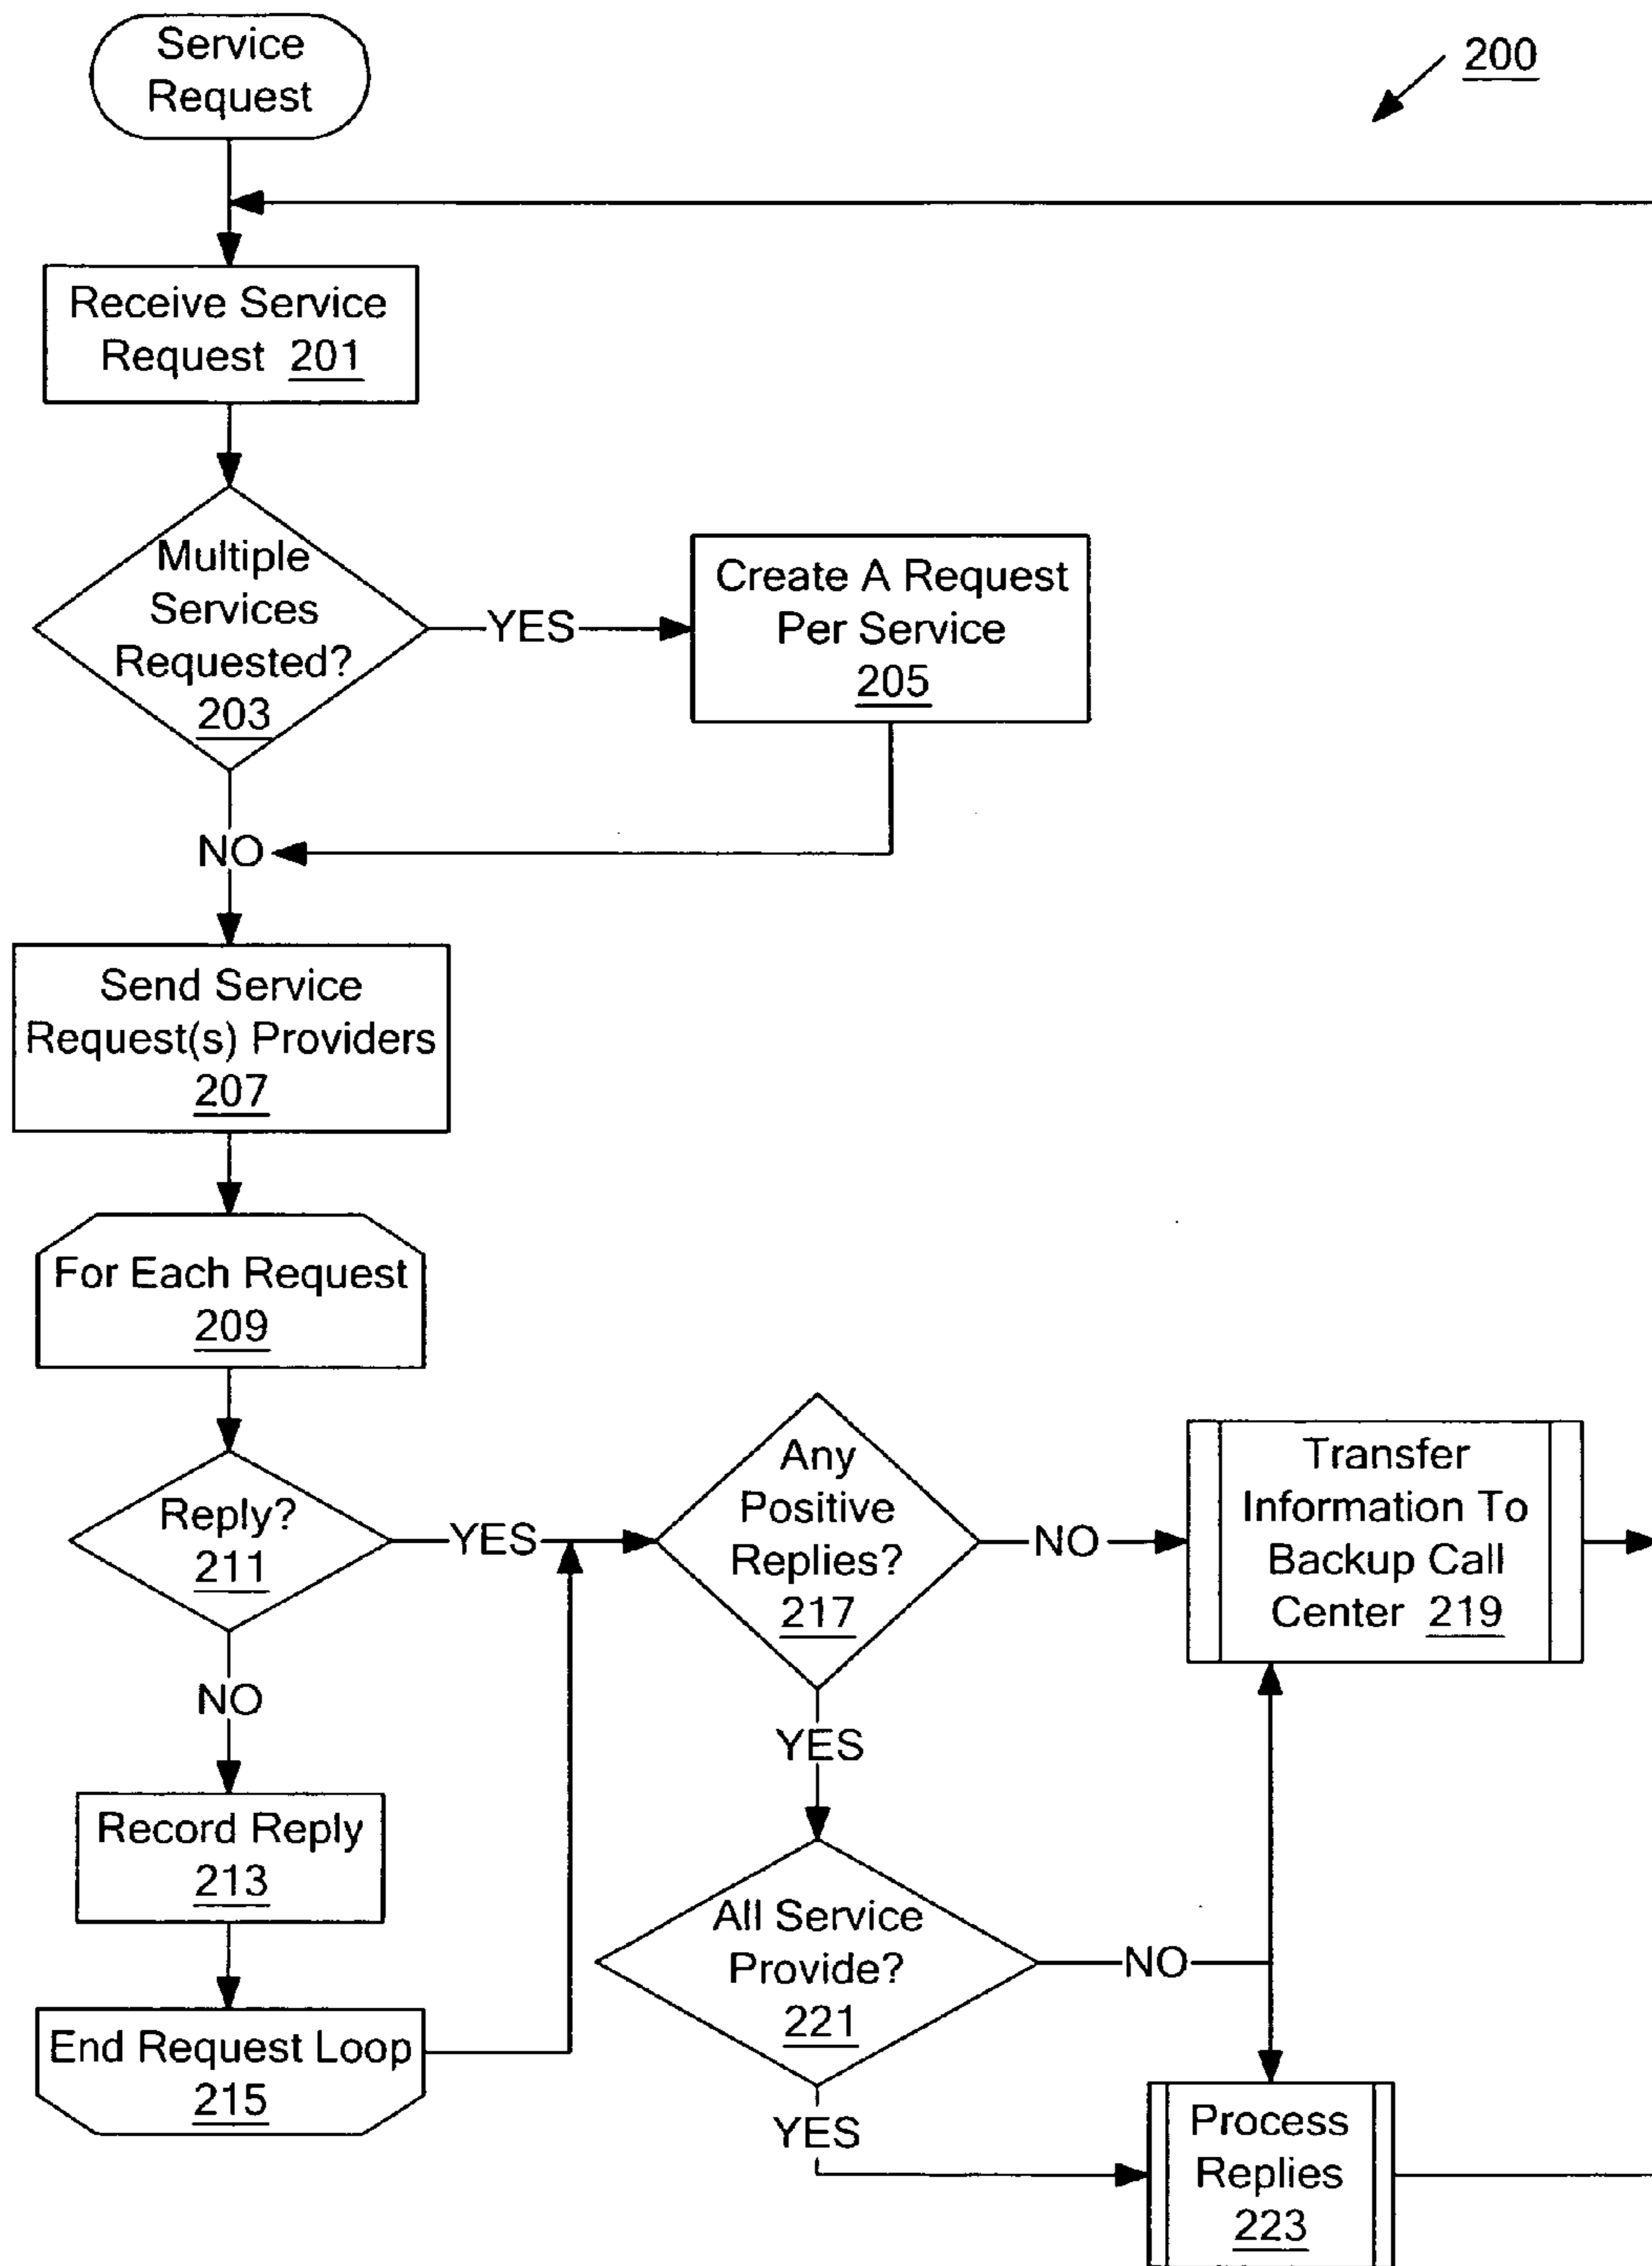 Service
Request
200
Receive Service
Request 201
Multiple
Services
Requested?
203
YES
Create A Request
Per Service
205
NO
Send Service
Request(s) Providers
207
For Each Request
209
Reply?
211
YES
NO
Record Reply
213
End Request Loop
215
Any
Positive
Replies?
217
NO
Transfer
Information To
Backup Call
Center 219
YES
All Service
Provide?
221
NO
YES
Process
Replies
223